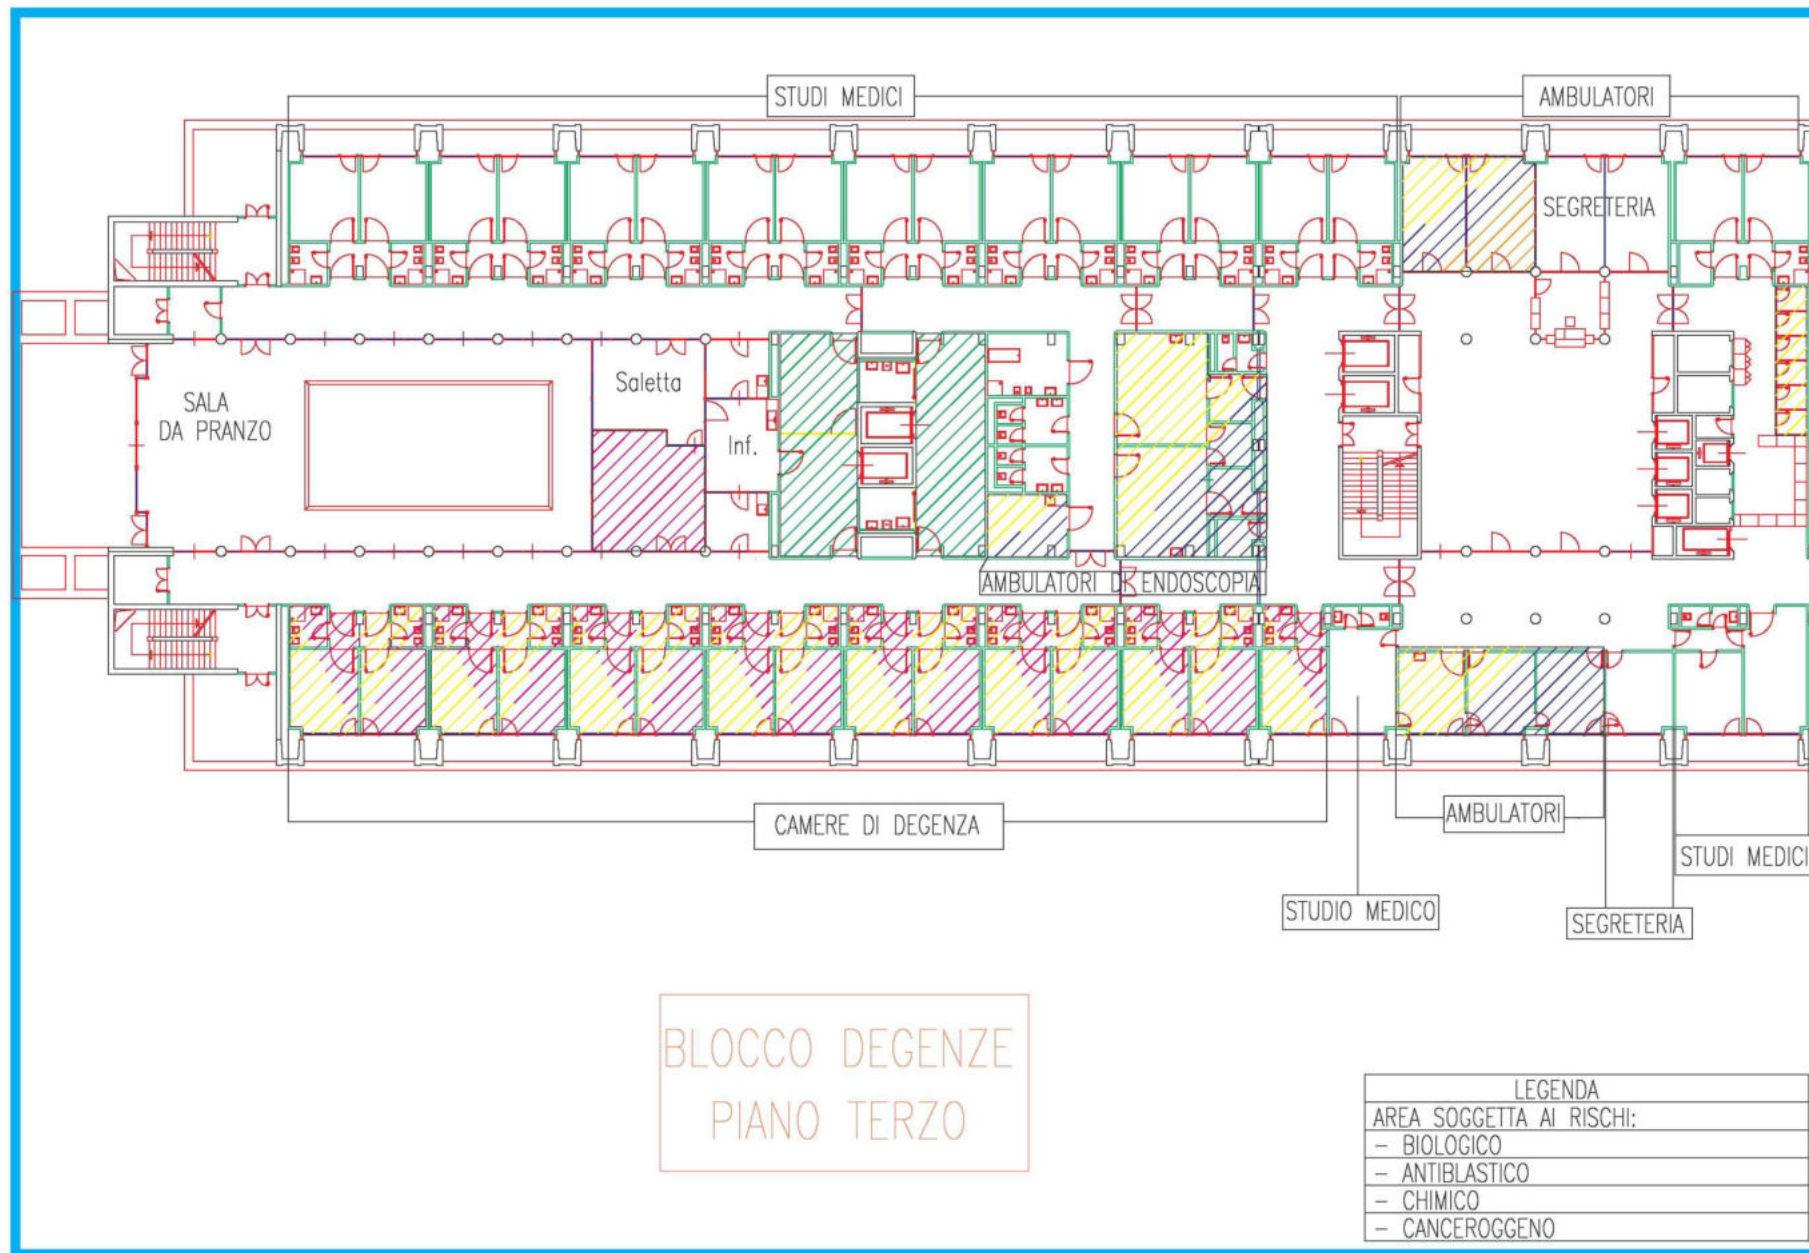 STUDI MEDICI
AMBULATORI
SEGRETERIA
Saletta
SALA
DA PRANZO
Inf.
AMBULATORI DI ENDOSCOPIA
CAMERE DI DEGENZA
AMBULATORI
STUDI MEDICI
STUDIO MEDICO
SEGRETERIA
BLOCCO DEGENZE
PIANO TERZO
LEGENDA
AREA SOGGETTA AI RISCHI:
– BIOLOGICO
– ANTIBLASTICO
– CHIMICO
– CANCEROGGENO